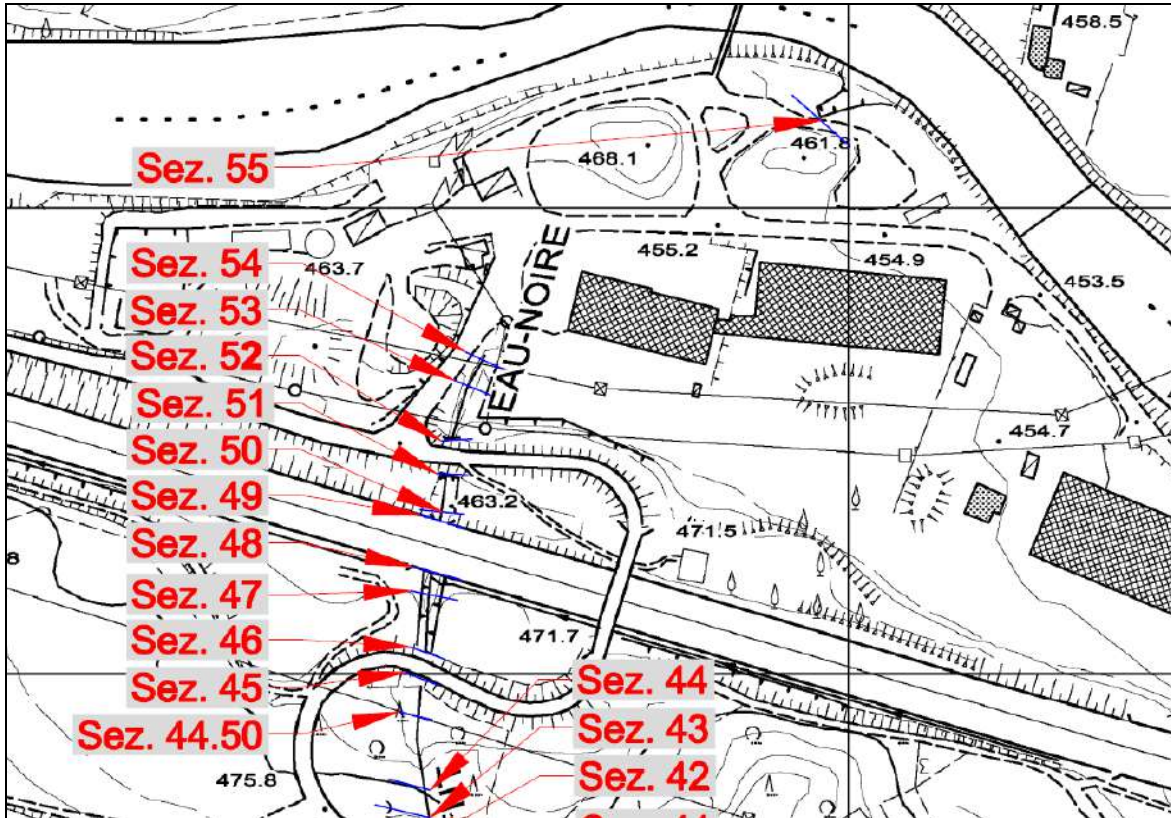 458.5
461.8
468.1
Sez. 55
455.2
454.9
453.5
Sez. 54
463.7
Sez. 53
EAU-NOIRE
Sez. 52
Sez. 51
454.7
Sez. 50
Sez. 49
463.2
471.5
Sez. 48
8
Sez. 47
471.7
Sez. 46
Sez. 45
Sez. 44
Sez. 44.50
Sez. 43
475.8
Sez. 42